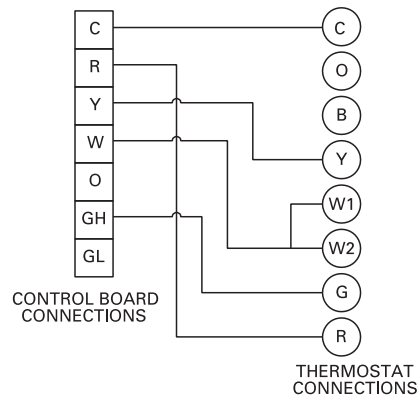 C
R
Y
W
O
GH
GL
CONTROL BOARD
CONNECTIONS
C
O
B
Y
W1
W2
G
R
THERMOSTAT
CONNECTIONS